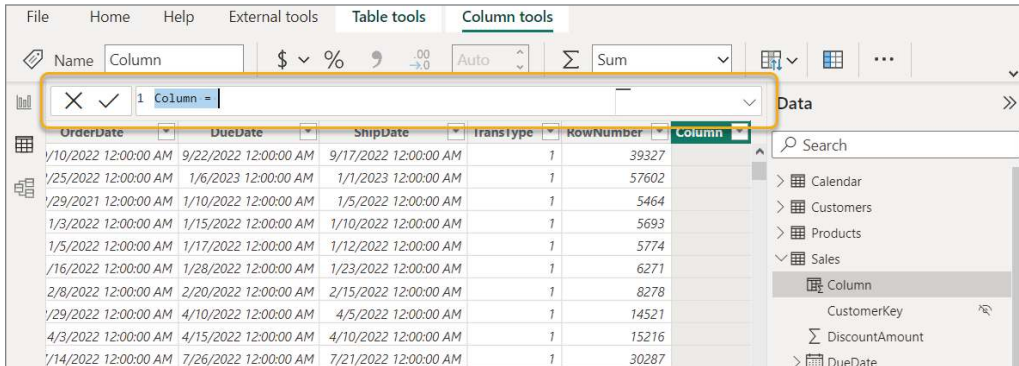 File Home Help External tools Table tools Column tools
Name Column $ % 9 .00 →.0 Auto Σ Sum ...
1 Column =
Data
OrderDate DueDate ShipDate TransType RowNumber Column
Search
/10/2022 12:00:00 AM 9/22/2022 12:00:00 AM 9/17/2022 12:00:00 AM 1 39327
/25/2022 12:00:00 AM 1/6/2023 12:00:00 AM 1/1/2023 12:00:00 AM 1 57602
Calendar
/29/2021 12:00:00 AM 1/10/2022 12:00:00 AM 1/5/2022 12:00:00 AM 1 5464
Customers
1/3/2022 12:00:00 AM 1/15/2022 12:00:00 AM 1/10/2022 12:00:00 AM 1 5693
Products
1/5/2022 12:00:00 AM 1/17/2022 12:00:00 AM 1/12/2022 12:00:00 AM 1 5774
Sales
/16/2022 12:00:00 AM 1/28/2022 12:00:00 AM 1/23/2022 12:00:00 AM 1 6271
Column
2/8/2022 12:00:00 AM 2/20/2022 12:00:00 AM 2/15/2022 12:00:00 AM 1 8278
CustomerKey
/29/2022 12:00:00 AM 4/10/2022 12:00:00 AM 4/5/2022 12:00:00 AM 1 14521
4/3/2022 12:00:00 AM 4/15/2022 12:00:00 AM 4/10/2022 12:00:00 AM 1 15216
Σ DiscountAmount
/14/2022 12:00:00 AM 7/26/2022 12:00:00 AM 7/21/2022 12:00:00 AM 1 30287
DueDate